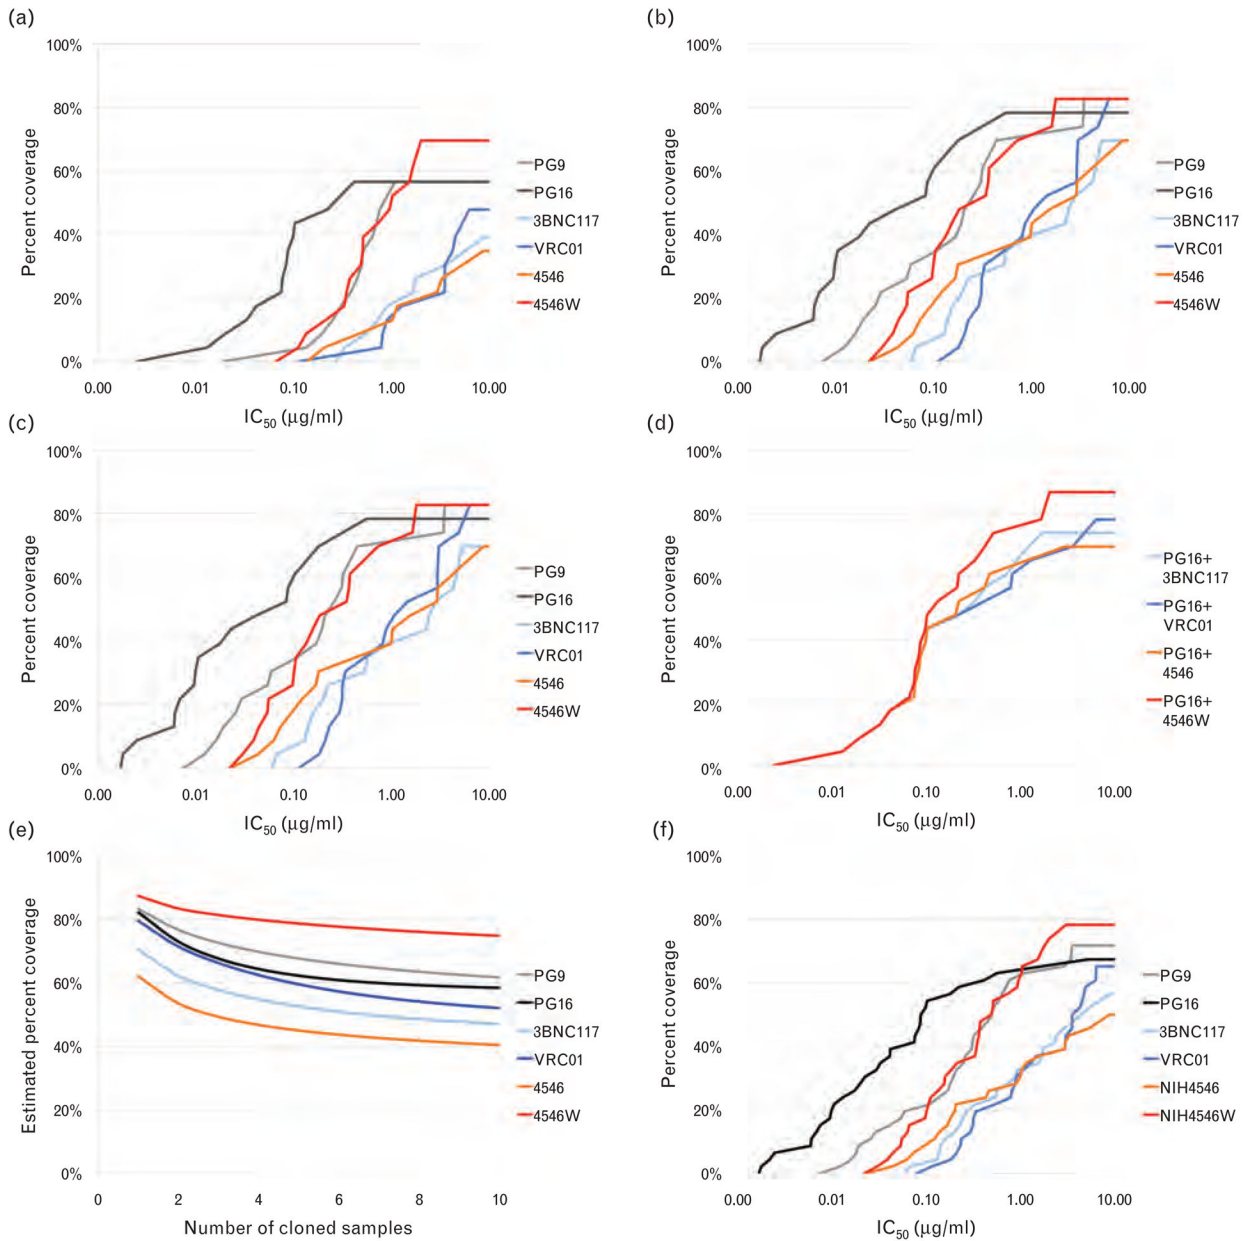 (a)
Percent coverage
100%
80%
60%
40%
20%
0%
0.00 0.01 0.10 1.00 10.00
IC50 (μg/ml)
PG9
PG16
3BNC117
VRC01
4546
4546W
(b)
Percent coverage
100%
80%
60%
40%
20%
0%
0.00 0.01 0.10 1.00 10.00
IC50 (μg/ml)
PG9
PG16
3BNC117
VRC01
4546
4546W
(c)
Percent coverage
100%
80%
60%
40%
20%
0%
0.00 0.01 0.10 1.00 10.00
IC50 (μg/ml)
PG9
PG16
3BNC117
VRC01
4546
4546W
(d)
Percent coverage
100%
80%
60%
40%
20%
0%
0.00 0.01 0.10 1.00 10.00
IC50 (μg/ml)
PG16+
3BNC117
PG16+
VRC01
PG16+
4546
PG16+
4546W
(e)
Estimated percent coverage
100%
80%
60%
40%
20%
0%
0 2 4 6 8 10
Number of cloned samples
PG9
PG16
3BNC117
VRC01
4546
4546W
(f)
Percent coverage
100%
80%
60%
40%
20%
0%
0.00 0.01 0.10 1.00 10.00
IC50 (μg/ml)
PG9
PG16
3BNC117
VRC01
NIH4546
NIH4546W